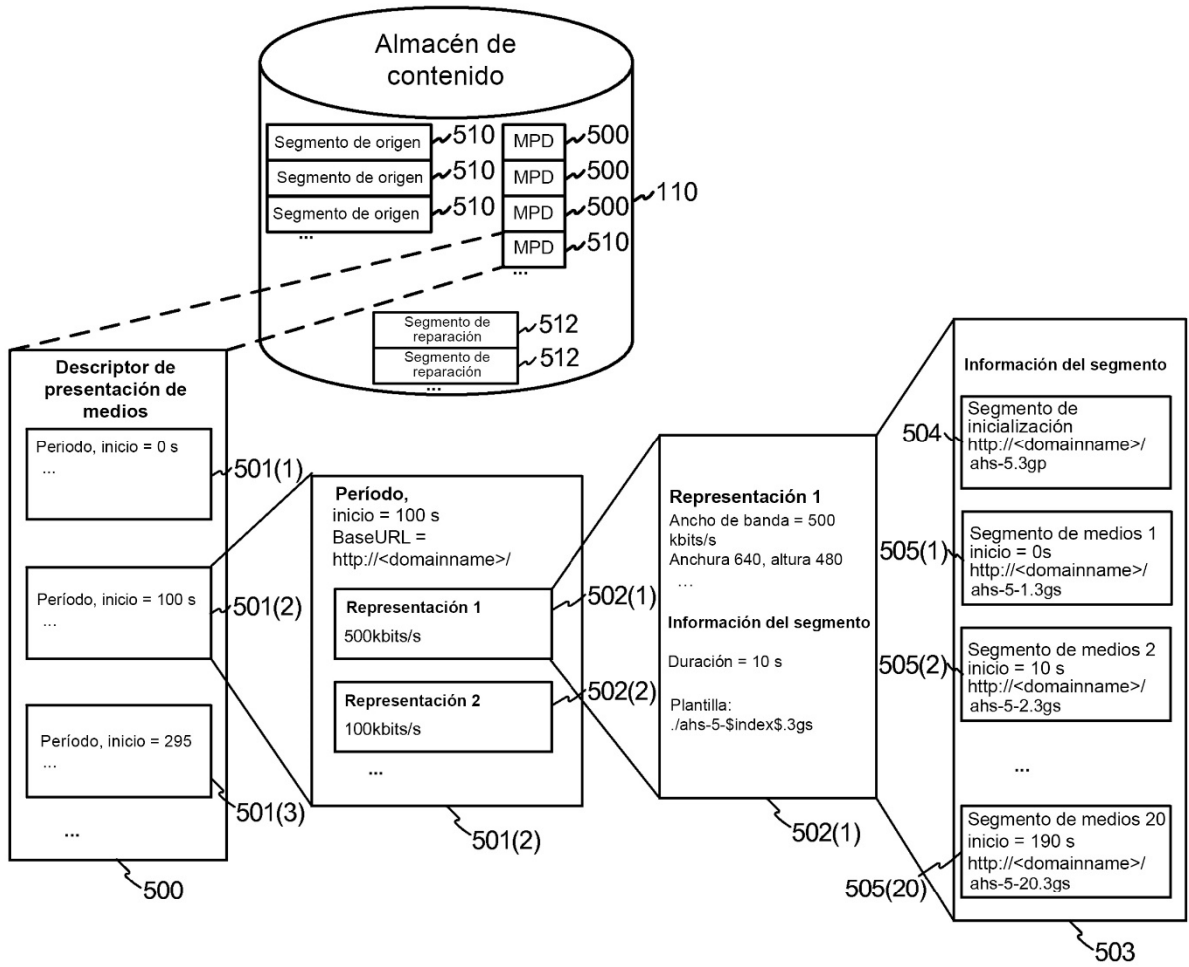 Almacén de
contenido
Segmento de origen
510
MPD
500
Segmento de origen
510
MPD
500
Segmento de origen
510
MPD
500
110
...
MPD
510
...
Segmento de
reparación
512
Segmento de
reparación
512
...
Descriptor de
presentación de
medios
Periodo, inicio = 0 s
...
501(1)
Período, inicio = 100 s
...
501(2)
Período, inicio = 295
...
501(3)
...
500
Período,
inicio = 100 s
BaseURL =
http://<domainname>/
Representación 1
500kbits/s
502(1)
Representación 2
100kbits/s
502(2)
...
501(2)
Representación 1
Ancho de banda = 500
kbits/s
Anchura 640, altura 480
...
Información del segmento
Duración = 10 s
Plantilla:
./ahs-5-$index$.3gs
502(1)
Información del segmento
504
Segmento de
inicialización
http://<domainname>/
ahs-5.3gp
505(1)
Segmento de medios 1
inicio = 0s
http://<domainname>/
ahs-5-1.3gs
505(2)
Segmento de medios 2
inicio = 10 s
http://<domainname>/
ahs-5-2.3gs
...
505(20)
Segmento de medios 20
inicio = 190 s
http://<domainname>/
ahs-5-20.3gs
503